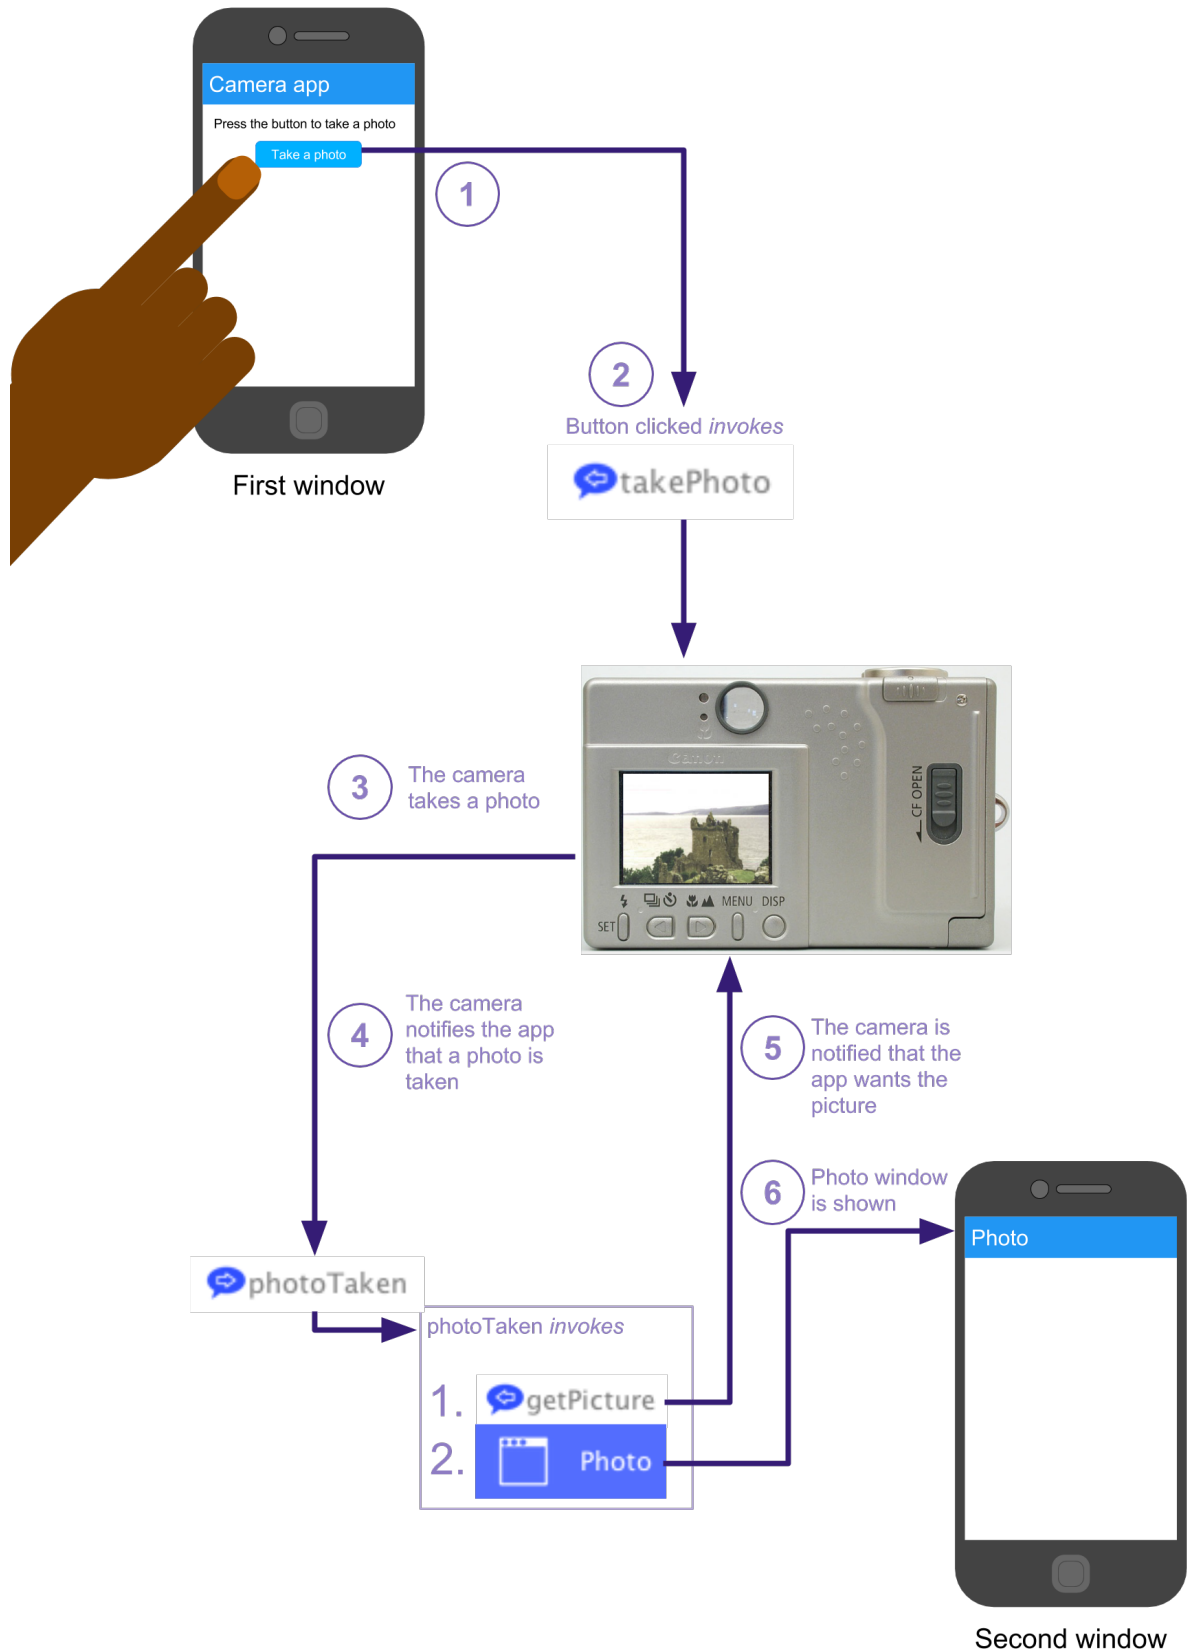 Camera app
Press the button to take a photo
Take a photo
1
First window
2
Button clicked invokes
takePhoto
Canon
CF OPEN
MENU DISP
SET
3
The camera
takes a photo
4
The camera
notifies the app
that a photo is
taken
5
The camera is
notified that the
app wants the
picture
6
Photo window
is shown
Photo
photoTaken
photoTaken invokes
1.
getPicture
2.
Photo
Second window